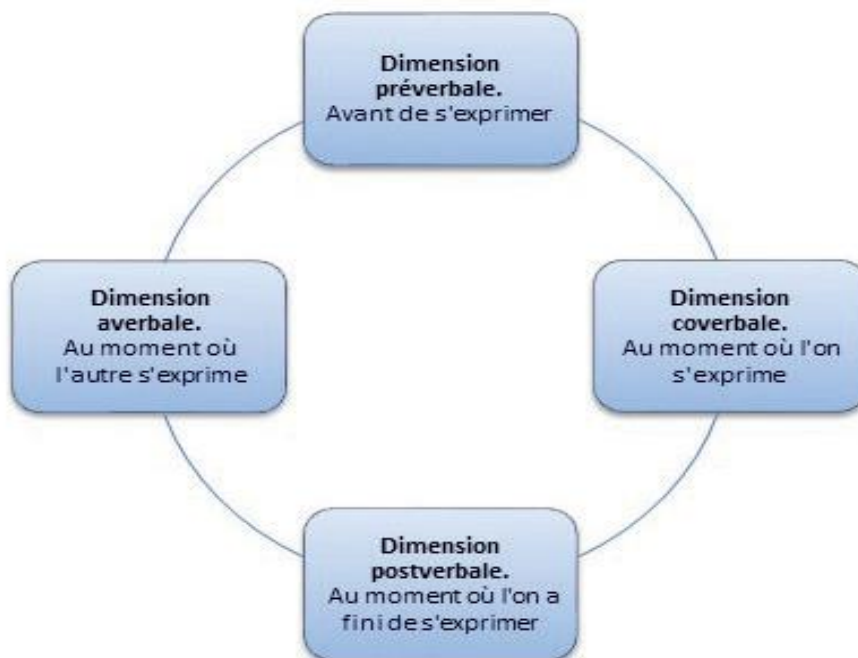 Dimension
préverbale.
Avant de s'exprimer
Dimension
averbale.
Au moment où
l'autre s'exprime
Dimension
coverbale.
Au moment où l'on
s'exprime
Dimension
postverbale.
Au moment où l'on a
fini de s'exprimer